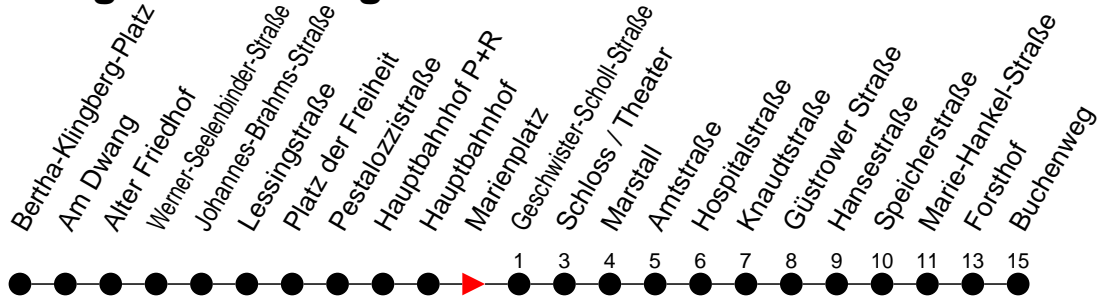 Bertha-Klingberg-Platz
Am Dwang
Alter Friedhof
Werner-Seelenbinder-Straße
Johannes-Brahms-Straße
Lessingstraße
Platz der Freiheit
Pestalozzistraße
Hauptbahnhof P+R
Hauptbahnhof
Marienplatz
Geschwister-Scholl-Straße
Schloss / Theater
Marstall
Amtstraße
Hospitalstraße
Knaudtstraße
Güstrower Straße
Hansestraße
Speicherstraße
Marie-Hankel-Straße
Forsthof
Buchenweg
1 3 4 5 6 7 8 9 10 11 13 15